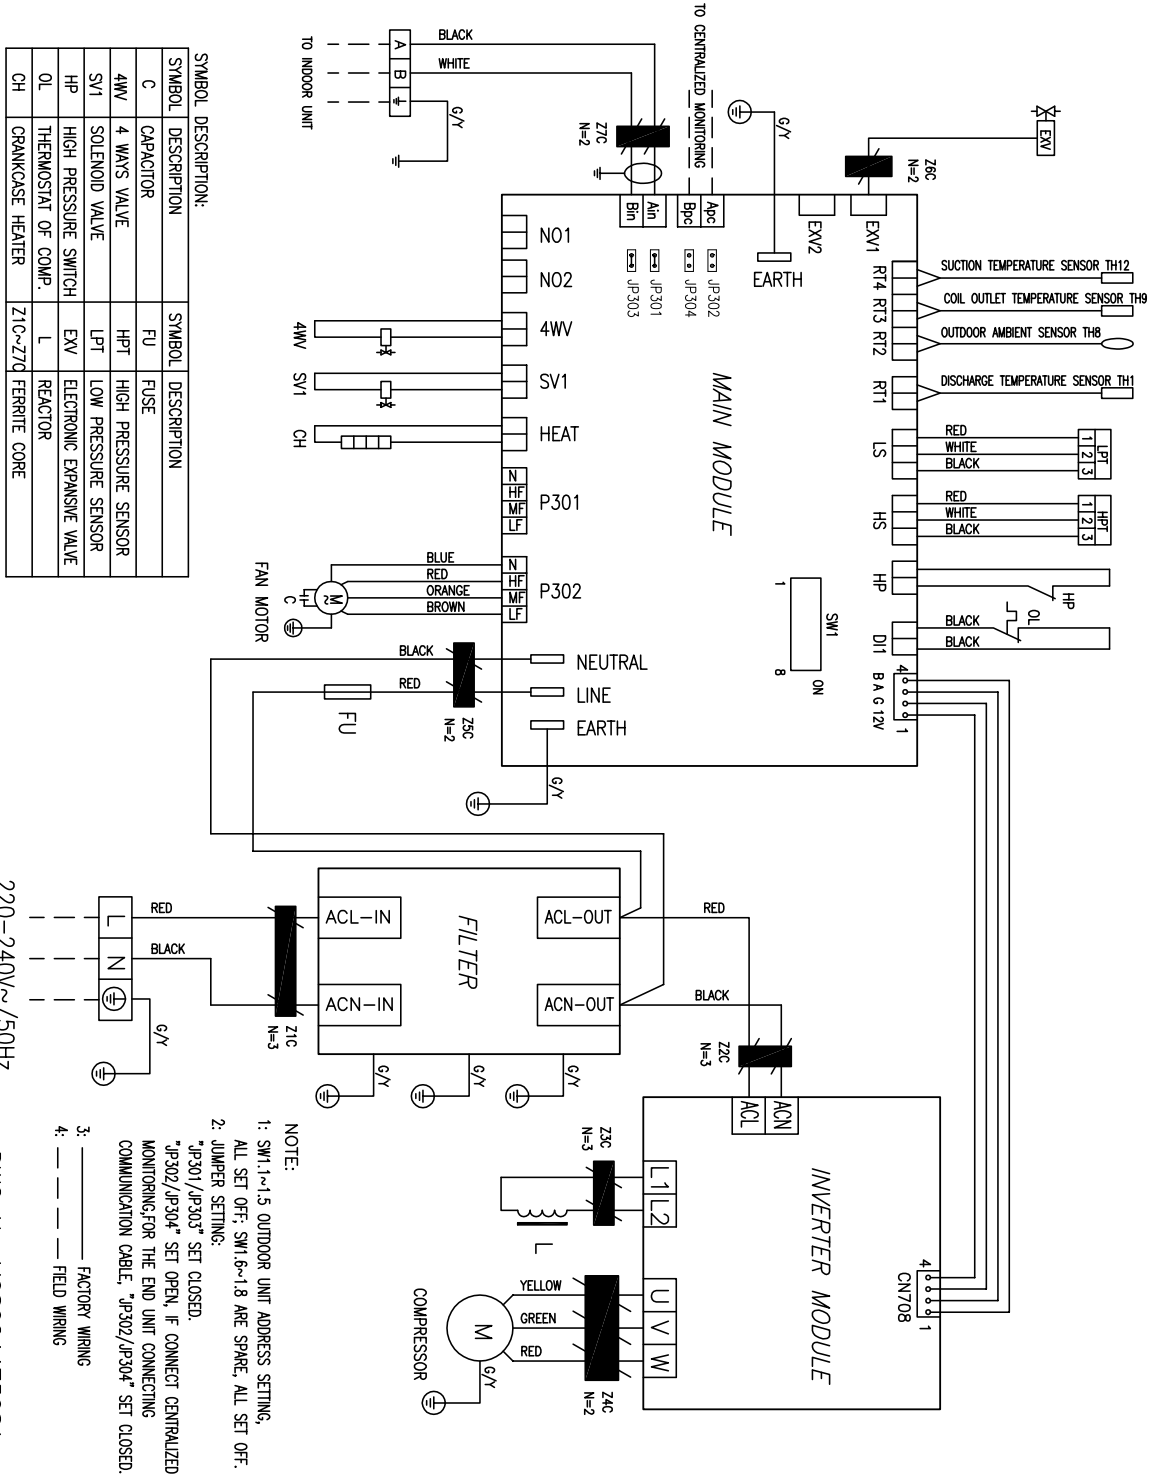 SYMBOL DESCRIPTION:
SYMBOL DESCRIPTION SYMBOL DESCRIPTION
C CAPACITOR FU FUSE
4WV 4 WAYS VALVE HPT HIGH PRESSURE SENSOR
SV1 SOLENOID VALVE LPT LOW PRESSURE SENSOR
HP HIGH PRESSURE SWITCH EXV ELECTRONIC EXPANSIVE VALVE
OL THERMOSTAT OF COMP. L REACTOR
CH CRANKCASE HEATER Z1C~Z7C FERRITE CORE
TO INDOOR UNIT
A
B
BLACK
WHITE
G/Y
Z7C
N=2
TO CENTRALIZED MONITORING
G/Y
EXV
Z6C
N=2
Bin
Ain
Bpc
Apc
EXV2
EXV1
JP303
JP301
JP304
JP302
EARTH
NO1
NO2
4WV
SV1
HEAT
4WV
SV1
CH
N
HF
MF
LF
P301
N
HF
MF
LF
P302
BLUE
RED
ORANGE
BROWN
M
~
C
FAN MOTOR
MAIN MODULE
RT4
RT3
RT2
RT1
SUCTION TEMPERATURE SENSOR TH12
COIL OUTLET TEMPERATURE SENSOR TH9
OUTDOOR AMBIENT SENSOR TH8
DISCHARGE TEMPERATURE SENSOR TH1
LS
RED
WHITE
BLACK
1 2 3
LPT
HS
RED
WHITE
BLACK
1 2 3
HPT
HP
HP
DI1
BLACK
BLACK
OL
SW1
1
8
ON
4
B A G 12V
1
BLACK
RED
Z5C
N=2
FU
NEUTRAL
LINE
EARTH
G/Y
FILTER
ACL-IN
ACN-IN
ACL-OUT
ACN-OUT
RED
BLACK
L
N
G/Y
Z1C
N=3
G/Y
G/Y
G/Y
220-240V~/50Hz
RED
BLACK
Z2C
N=3
ACL
ACN
INVERTER MODULE
4
CN708
1
L1
L2
Z3C
N=3
L
U
V
W
YELLOW
GREEN
RED
Z4C
N=2
M
G/Y
COMPRESSOR
NOTE:
1: SW1.1~1.5 OUTDOOR UNIT ADDRESS SETTING,
ALL SET OFF; SW1.6~1.8 ARE SPARE, ALL SET OFF.
2: JUMPER SETTING:
"JP301/JP303" SET CLOSED.
"JP302/JP304" SET OPEN, IF CONNECT CENTRALIZED
MONITORING,FOR THE END UNIT CONNECTING
COMMUNICATION CABLE, "JP302/JP304" SET CLOSED.
3: FACTORY WIRING
4: FIELD WIRING